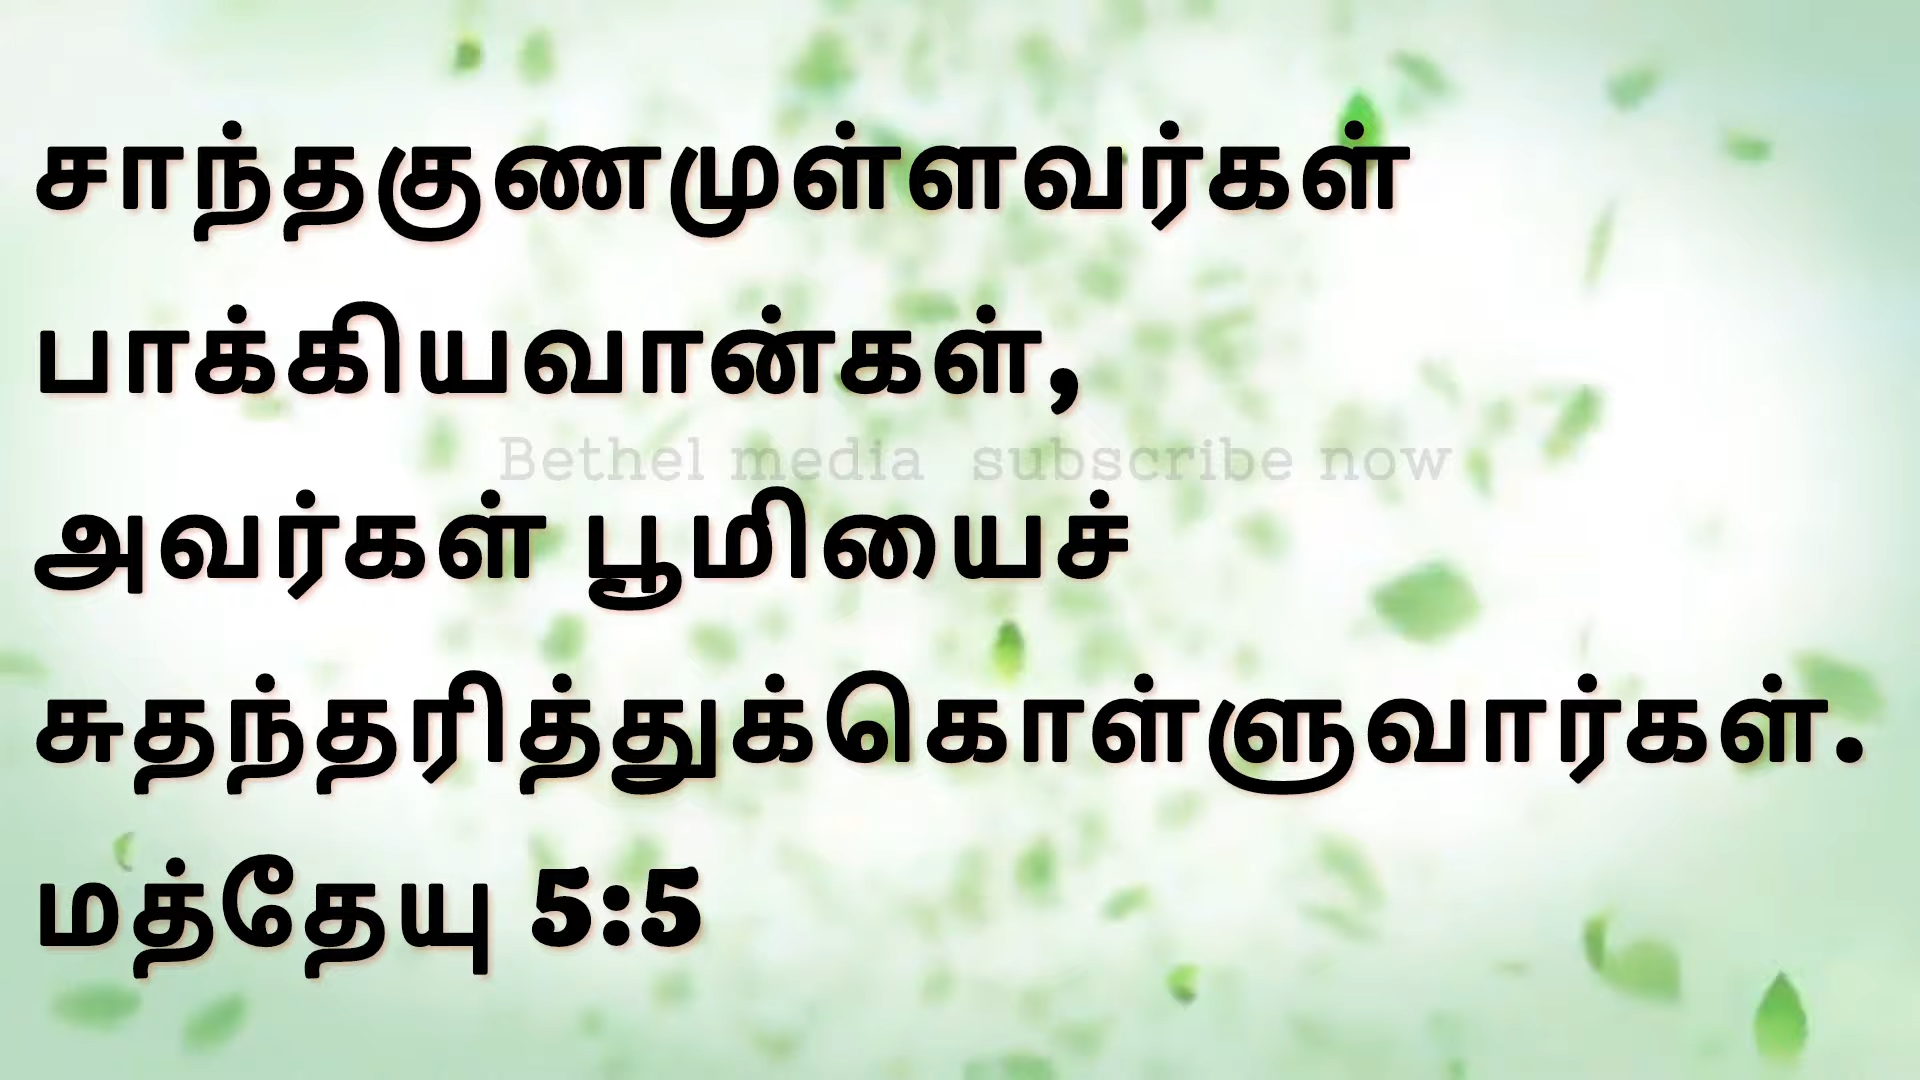 சாந்தகுணமுள்ளவர்கள்
பாக்கியவான்கள்,
Bethel media subscribe now
அவர்கள் பூமியைச்
சுதந்தரித்துக்கொள்ளுவார்கள்.
மத்தேயு 5:5